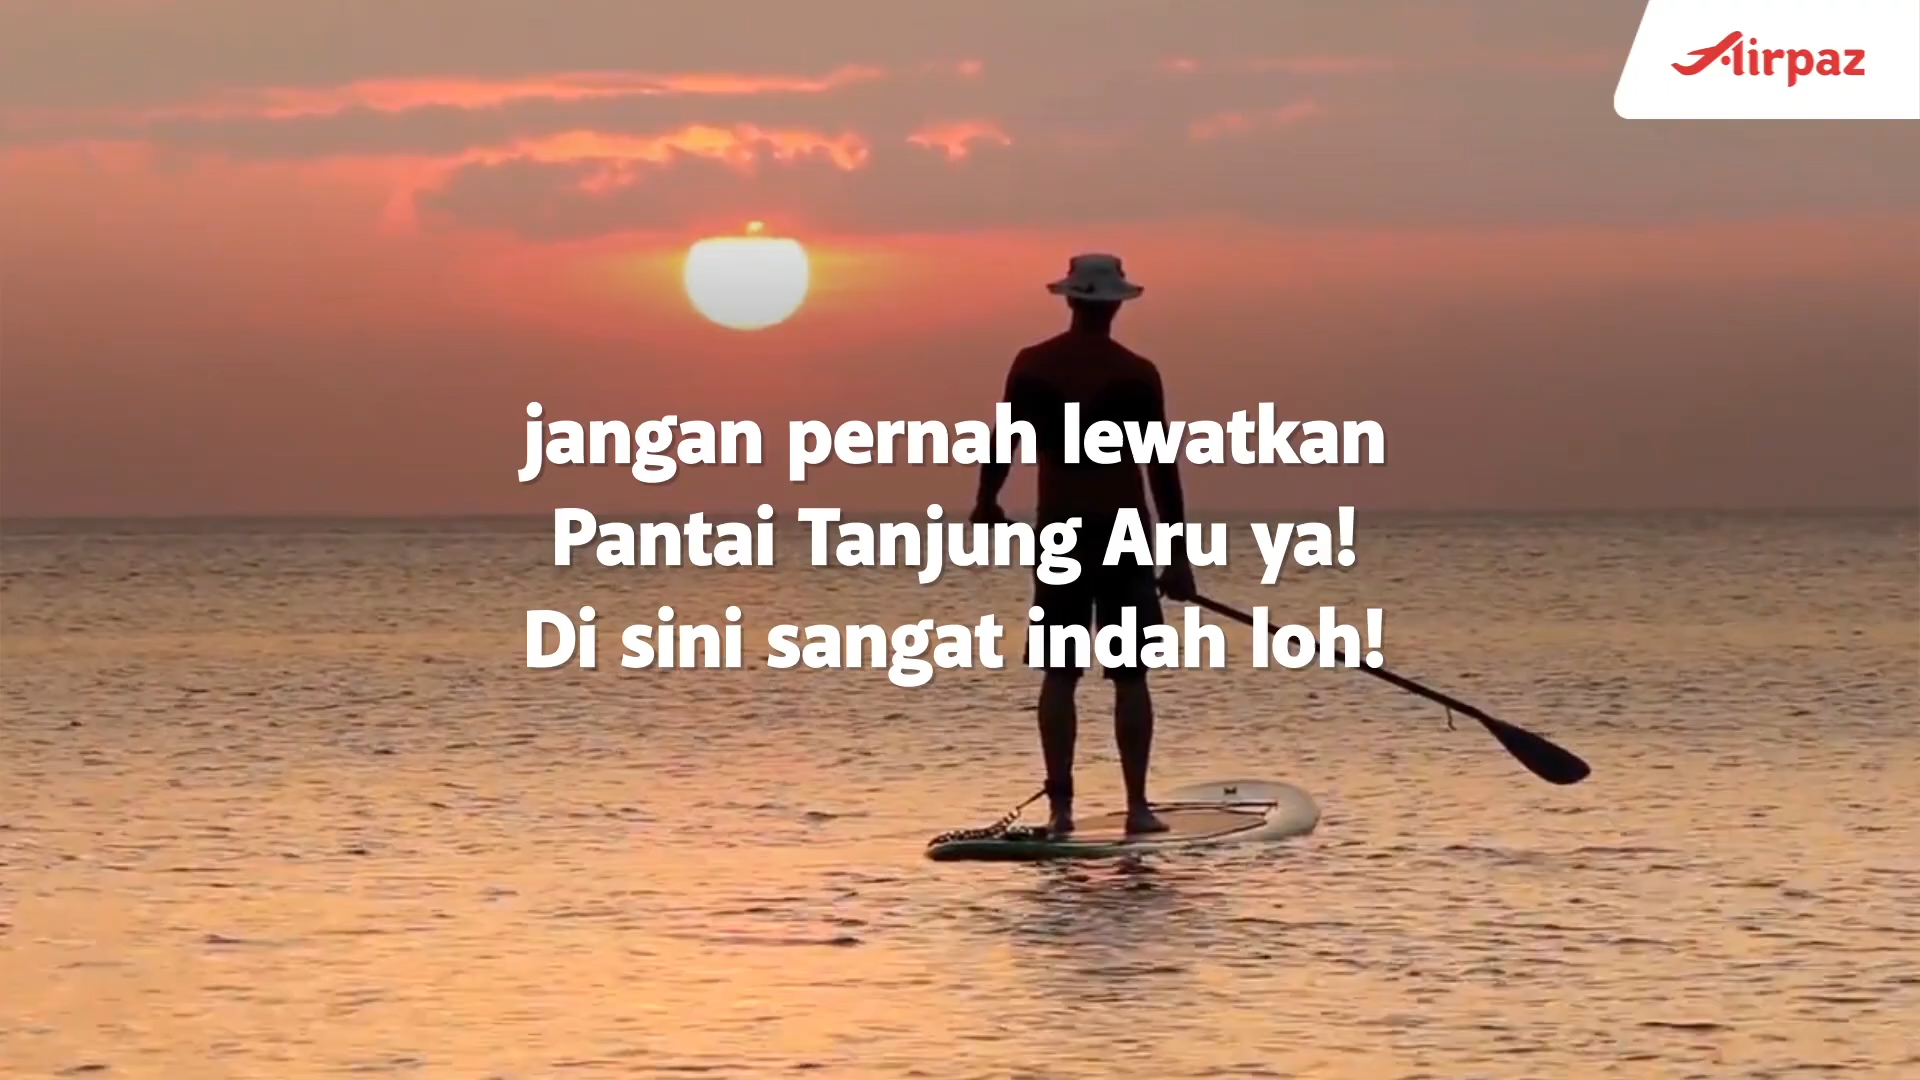 Airpaz
jangan pernah lewatkan
Pantai Tanjung Aru ya!
Di sini sangat indah loh!